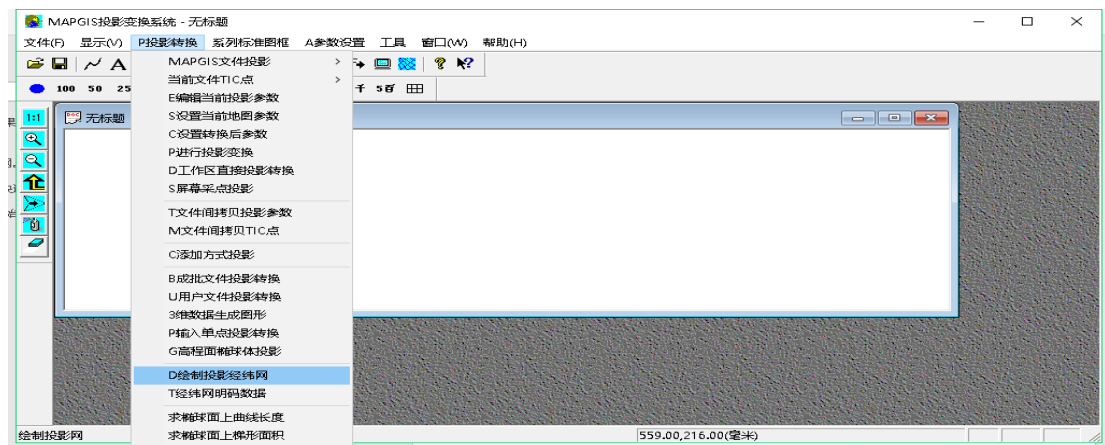 MAPGIS投影变换系统 - 无标题
文件(F) 显示(V) P投影转换 系列标准图框 A参数设置 工具 窗口(W) 帮助(H)
MAPGIS文件投影
当前文件TIC点
E编辑当前投影参数
S设置当前地图参数
C设置转换后参数
P进行投影变换
D工作区直接投影转换
S屏幕采点投影
T文件间拷贝投影参数
M文件间拷贝TIC点
C添加方式投影
B成批文件投影转换
U用户文件投影转换
3维数据生成图形
P输入单点投影转换
G高程面椭球体投影
D绘制投影经纬网
T经纬网明码数据
求椭球面上曲线长度
求椭球面上梯形面积
A
100 50 25
千 5万
1:1
无标题
绘制投影网
559.00,216.00(毫米)